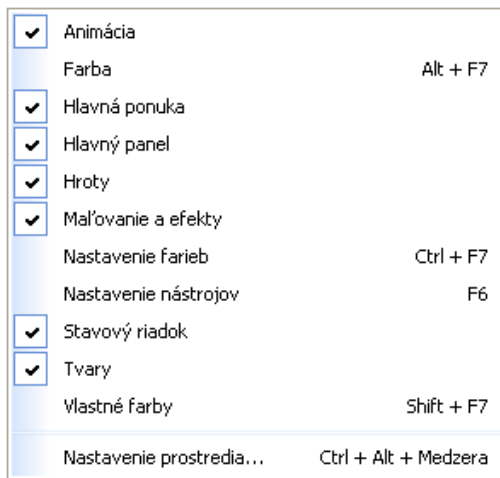 Animácia
Farba Alt + F7
Hlavná ponuka
Hlavný panel
Hroty
Maľovanie a efekty
Nastavenie farieb Ctrl + F7
Nastavenie nástrojov F6
Stavový riadok
Tvary
Vlastné farby Shift + F7
Nastavenie prostredia... Ctrl + Alt + Medzera